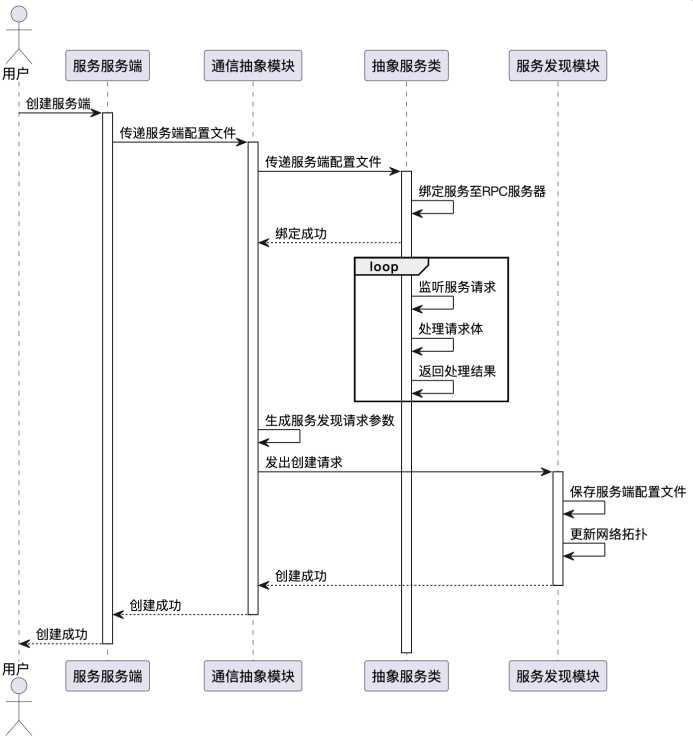 用户
服务服务端
通信抽象模块
抽象服务类
服务发现模块
创建服务端
传递服务端配置文件
传递服务端配置文件
绑定服务至RPC服务器
绑定成功
loop
监听服务请求
处理请求体
返回处理结果
生成服务发现请求参数
发出创建请求
保存服务端配置文件
更新网络拓扑
创建成功
创建成功
创建成功
用户
服务服务端
通信抽象模块
抽象服务类
服务发现模块